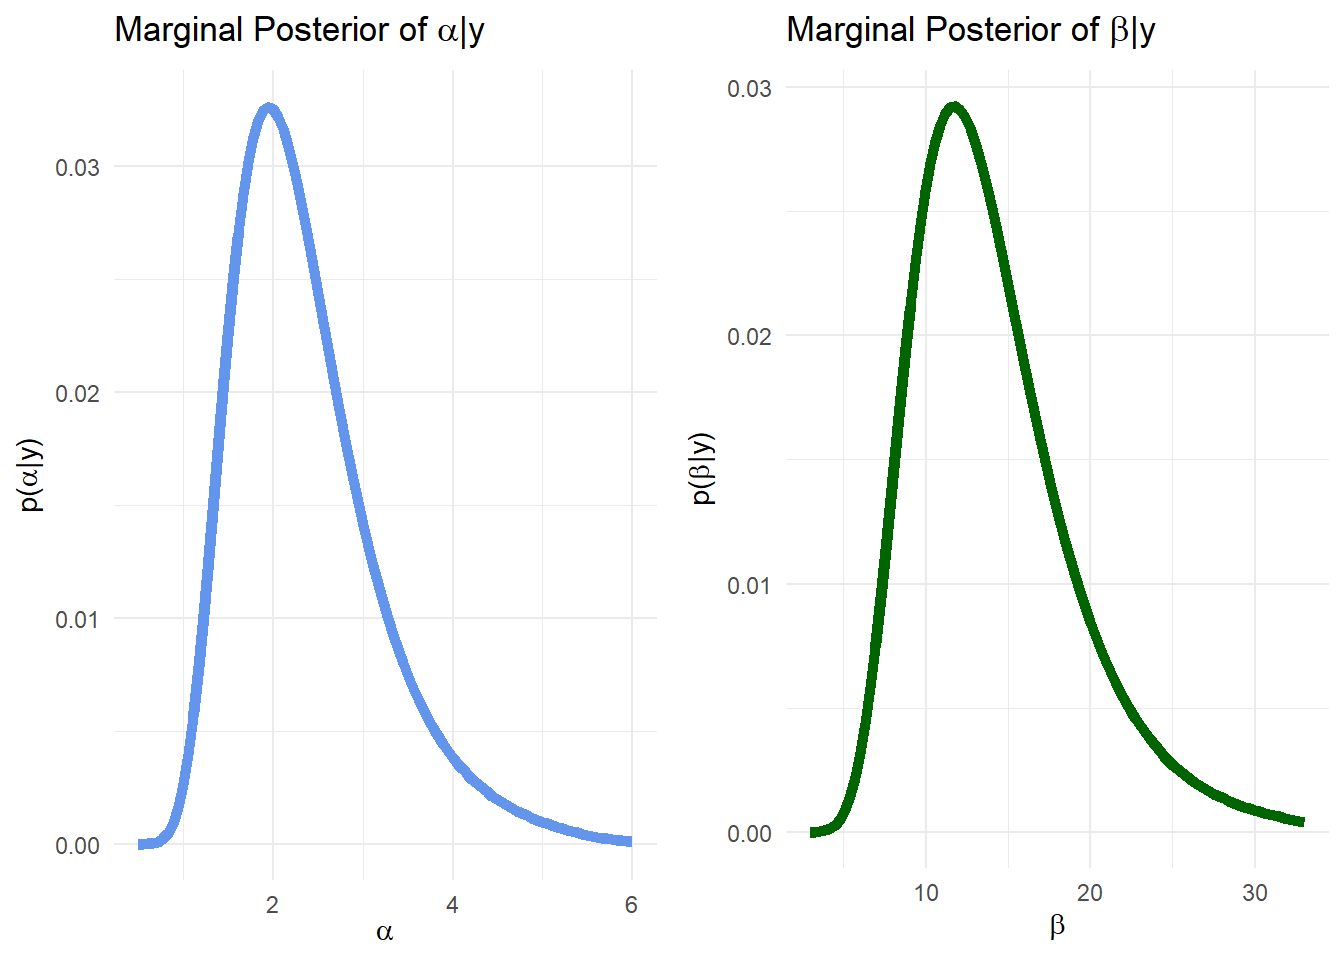 Marginal Posterior of α|y
p(α|y)
0.03
0.02
0.01
0.00
2 4 6
α
Marginal Posterior of β|y
p(β|y)
0.03
0.02
0.01
0.00
10 20 30
β